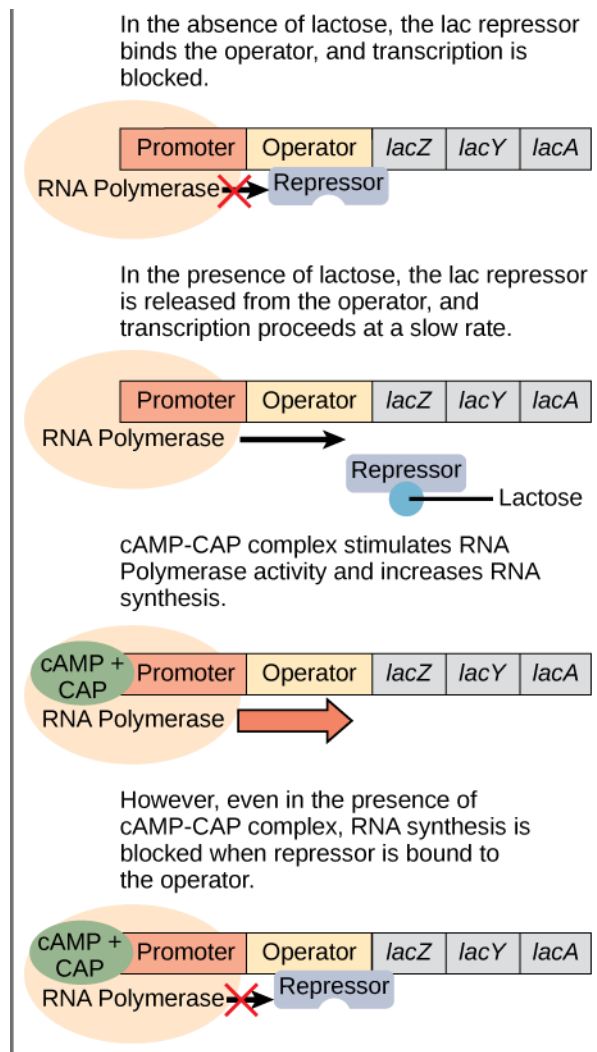 In the absence of lactose, the lac repressor
binds the operator, and transcription is
blocked.
Promoter Operator lacZ lacY lacA
RNA Polymerase Repressor
In the presence of lactose, the lac repressor
is released from the operator, and
transcription proceeds at a slow rate.
Promoter Operator lacZ lacY lacA
RNA Polymerase
Repressor
Lactose
cAMP-CAP complex stimulates RNA
Polymerase activity and increases RNA
synthesis.
cAMP +
CAP
Promoter Operator lacZ lacY lacA
RNA Polymerase
However, even in the presence of
cAMP-CAP complex, RNA synthesis is
blocked when repressor is bound to
the operator.
cAMP +
CAP
Promoter Operator lacZ lacY lacA
RNA Polymerase Repressor